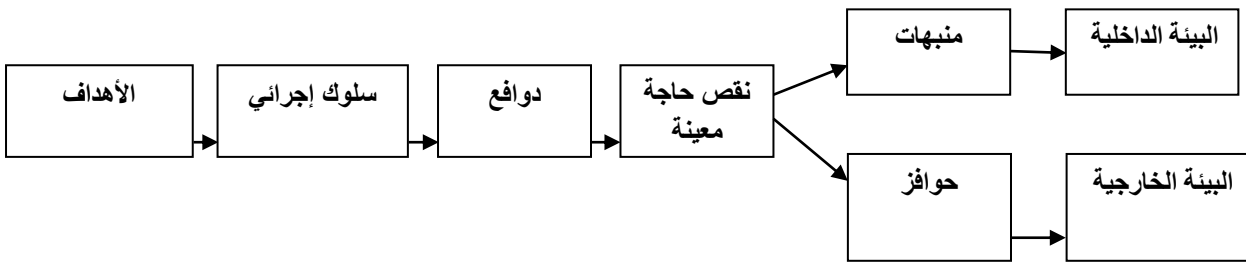 البيئة الداخلية
منبهات
نقص حاجة
معينة
دوافع
سلوك إجرائي
الأهداف
البيئة الخارجية
حوافز